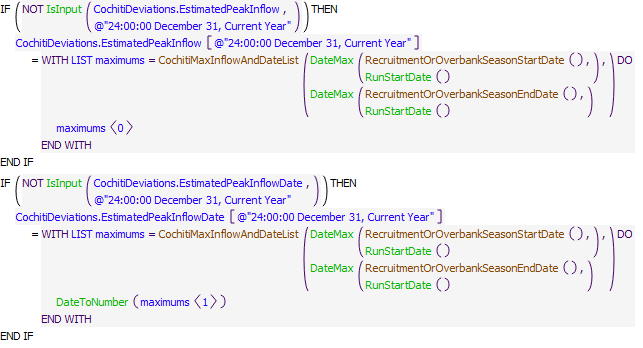 IF ( NOT IsInput ( CochitiDeviations.EstimatedPeakInflow ,
@"24:00:00 December 31, Current Year" ) ) THEN
CochitiDeviations.EstimatedPeakInflow [ @"24:00:00 December 31, Current Year" ]
= WITH LIST maximums = CochitiMaxInflowAndDateList ( DateMax ( RecruitmentOrOverbankSeasonStartDate ( ) ,
RunStartDate ( ) ) , ) DO
DateMax ( RecruitmentOrOverbankSeasonEndDate ( ) ,
RunStartDate ( ) )
maximums 〈0〉
END WITH
END IF
IF ( NOT IsInput ( CochitiDeviations.EstimatedPeakInflowDate ,
@"24:00:00 December 31, Current Year" ) ) THEN
CochitiDeviations.EstimatedPeakInflowDate [ @"24:00:00 December 31, Current Year" ]
= WITH LIST maximums = CochitiMaxInflowAndDateList ( DateMax ( RecruitmentOrOverbankSeasonStartDate ( ) ,
RunStartDate ( ) ) , ) DO
DateMax ( RecruitmentOrOverbankSeasonEndDate ( ) ,
RunStartDate ( ) )
DateToNumber ( maximums 〈1〉 )
END WITH
END IF